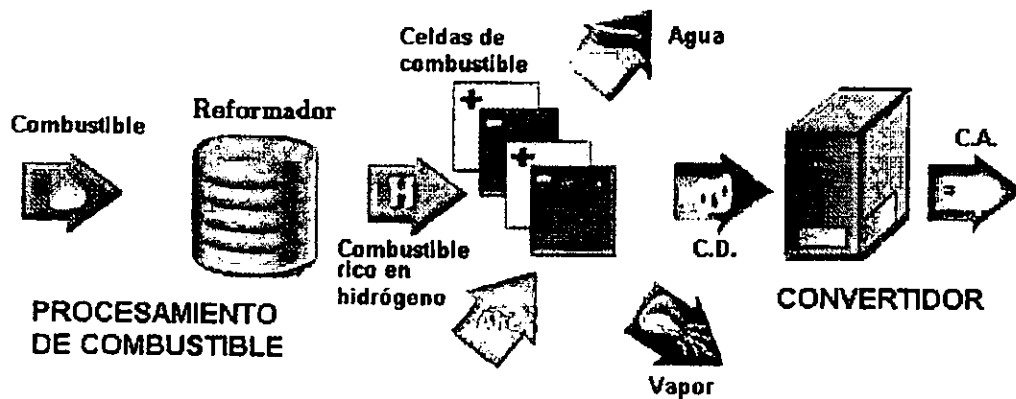 Combustible
Reformador
PROCESAMIENTO
DE COMBUSTIBLE
Combustible
rico en
hidrógeno
H
Celdas de
combustible
+
-
+
-
Agua
Vapor
C.D.
CONVERTIDOR
C.A.